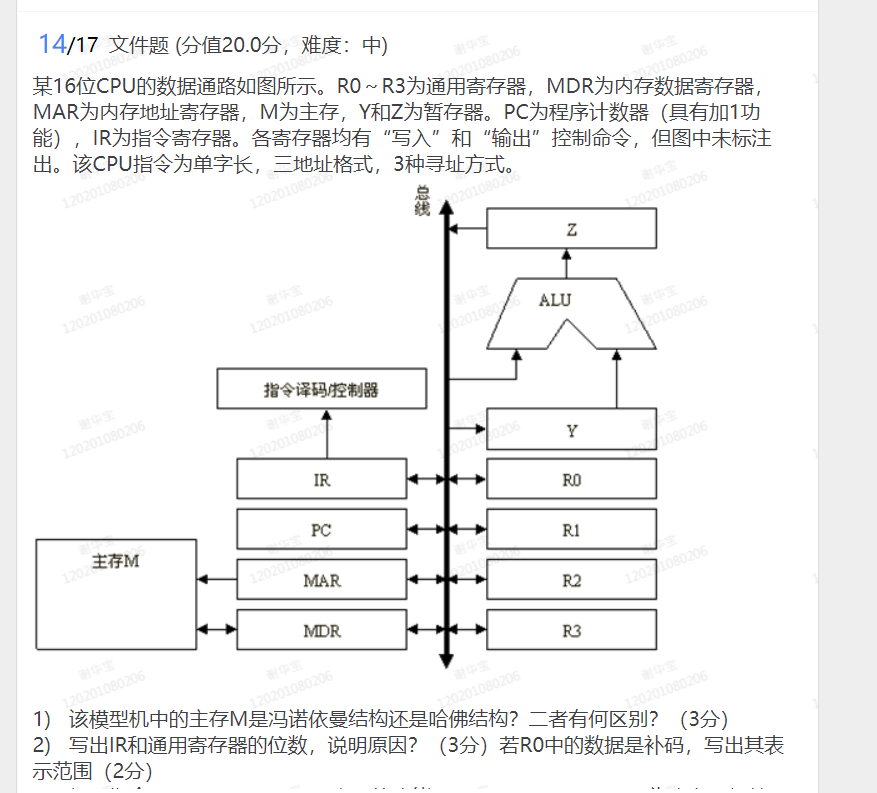 14/17 文件题 (分值20.0分，难度：中)
某16位CPU的数据通路如图所示。R0～R3为通用寄存器，MDR为内存数据寄存器，
MAR为内存地址寄存器，M为主存，Y和Z为暂存器。PC为程序计数器（具有加1功
能），IR为指令寄存器。各寄存器均有“写入”和“输出”控制命令，但图中未标注
出。该CPU指令为单字长，三地址格式，3种寻址方式。
总线
Z
ALU
指令译码/控制器
Y
IR
R0
PC
R1
主存M
MAR
R2
MDR
R3
谢华宝
120201080206
1） 该模型机中的主存M是冯诺依曼结构还是哈佛结构？二者有何区别？（3分）
2） 写出IR和通用寄存器的位数，说明原因？（3分）若R0中的数据是补码，写出其表
示范围（2分）